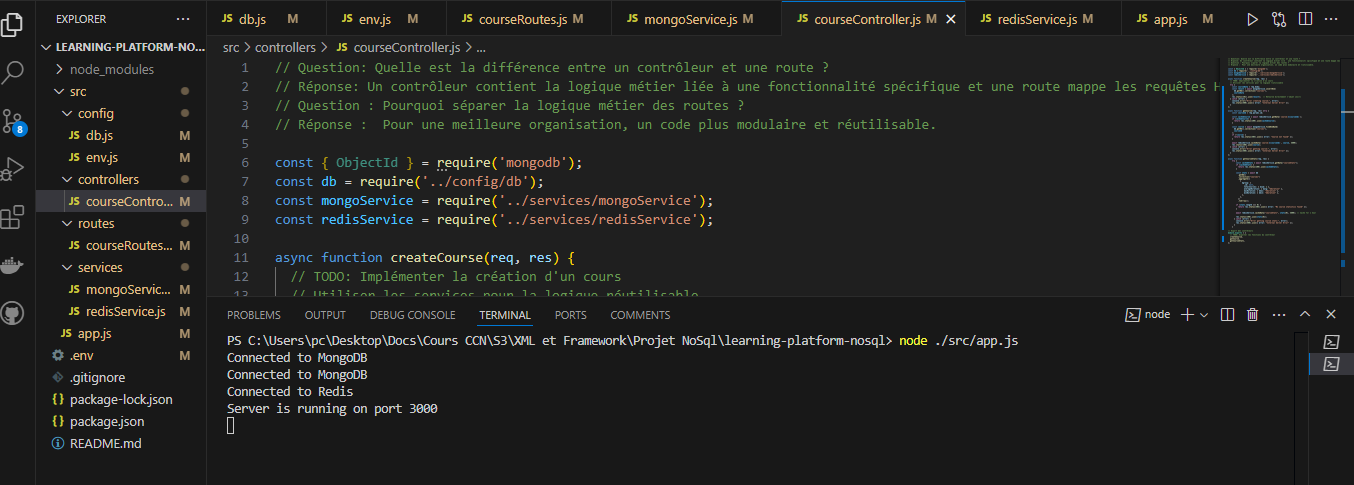 EXPLORER
LEARNING-PLATFORM-NO...
node_modules
src
config
JS db.js M
JS env.js M
controllers
JS courseContro... M
routes
JS courseRoutes... M
services
JS mongoServic... M
JS redisService.js M
JS app.js M
.env M
.gitignore
{} package-lock.json
{} package.json
README.md
8
JS db.js M
JS env.js M
JS courseRoutes.js M
JS mongoService.js M
JS courseController.js M
JS redisService.js M
JS app.js M
src > controllers > JS courseController.js > ...
1 // Question: Quelle est la différence entre un contrôleur et une route ?
2 // Réponse: Un contrôleur contient la logique métier liée à une fonctionnalité spécifique et une route mappe les requêtes H
3 // Question : Pourquoi séparer la logique métier des routes ?
4 // Réponse :  Pour une meilleure organisation, un code plus modulaire et réutilisable.
5
6 const { ObjectId } = require('mongodb');
7 const db = require('../config/db');
8 const mongoService = require('../services/mongoService');
9 const redisService = require('../services/redisService');
10
11 async function createCourse(req, res) {
12 // TODO: Implémenter la création d'un cours
13 // Utiliser les services pour la logique réutilisable
PROBLEMS OUTPUT DEBUG CONSOLE TERMINAL PORTS COMMENTS
node
PS C:\Users\pc\Desktop\Docs\Cours CCN\S3\XML et Framework\Projet NoSql\learning-platform-nosql> node ./src/app.js
Connected to MongoDB
Connected to MongoDB
Connected to Redis
Server is running on port 3000